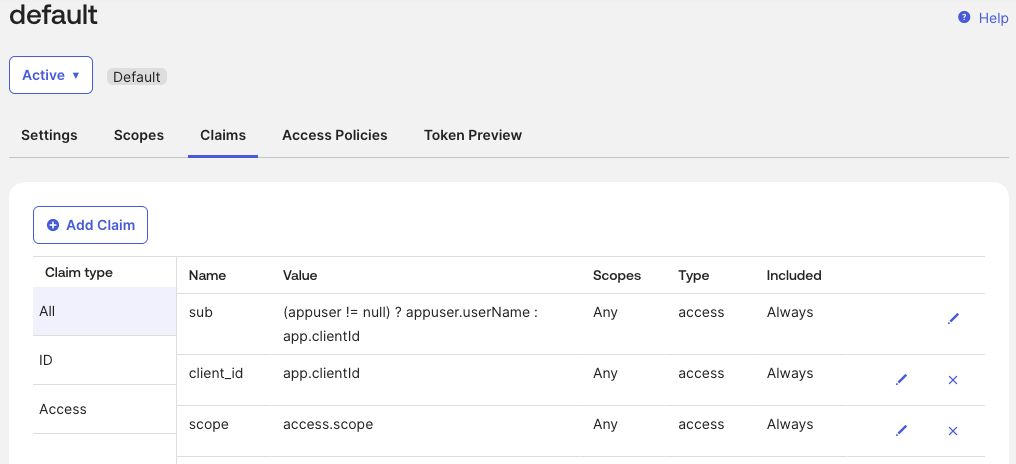 default
Help
Active
Default
Settings Scopes Claims Access Policies Token Preview
Add Claim
Claim type
All
ID
Access
Name Value Scopes Type Included
sub (appuser != null) ? appuser.userName : Any access Always
app.clientId
client_id app.clientId Any access Always
scope access.scope Any access Always